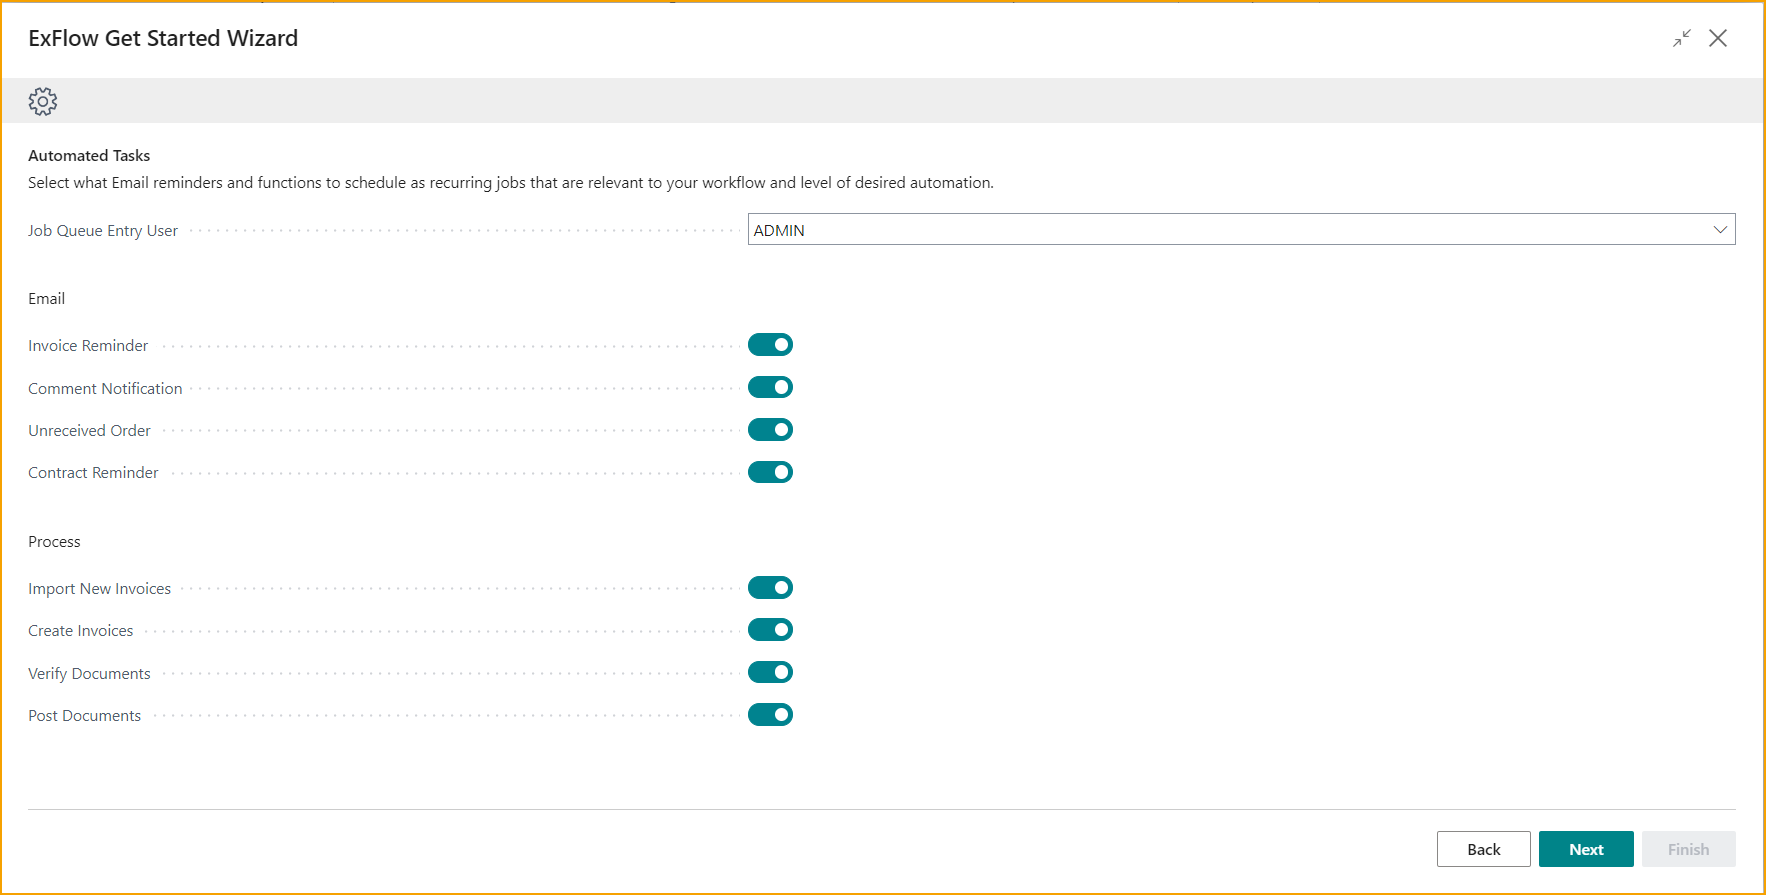 ExFlow Get Started Wizard
Automated Tasks
Select what Email reminders and functions to schedule as recurring jobs that are relevant to your workflow and level of desired automation.
Job Queue Entry User
ADMIN
Email
Invoice Reminder
Comment Notification
Unreceived Order
Contract Reminder
Process
Import New Invoices
Create Invoices
Verify Documents
Post Documents
Back
Next
Finish